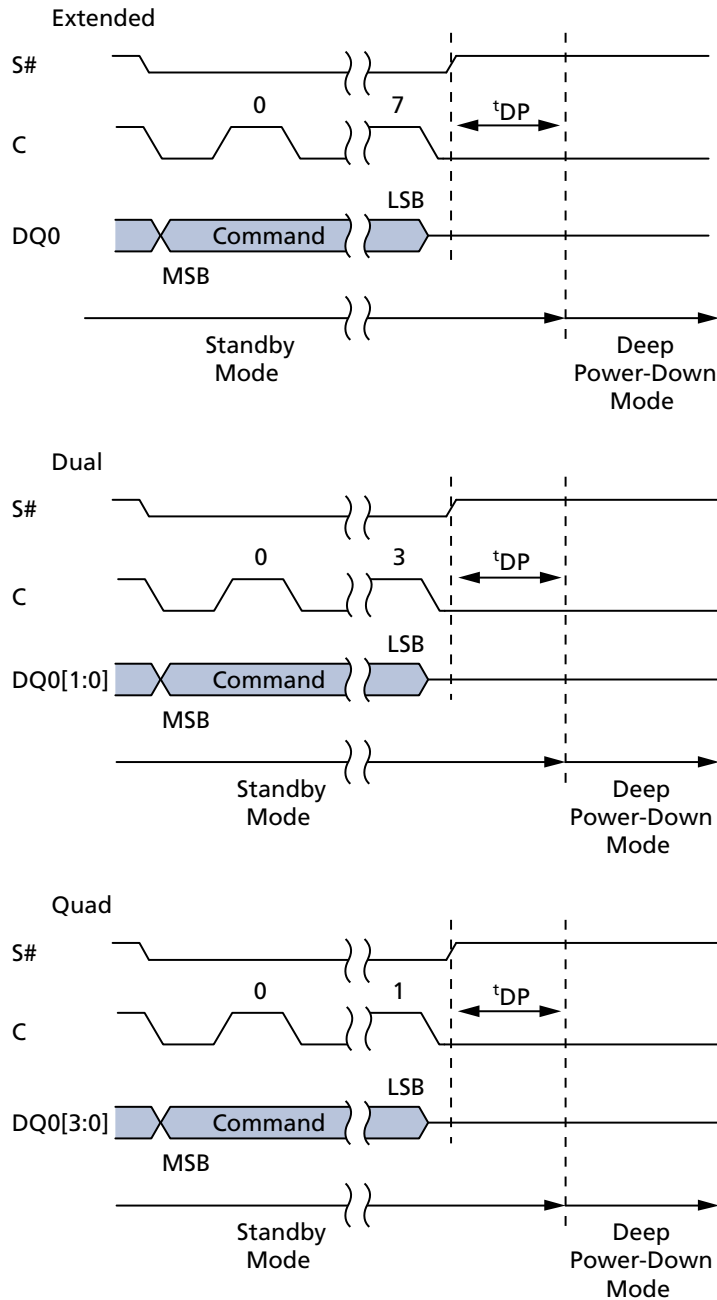 Extended
S#
0 7
tDP
C
LSB
DQ0
Command
MSB
Standby
Mode
Deep
Power-Down
Mode
Dual
S#
0 3
tDP
C
LSB
DQ0[1:0]
Command
MSB
Standby
Mode
Deep
Power-Down
Mode
Quad
S#
0 1
tDP
C
LSB
DQ0[3:0]
Command
MSB
Standby
Mode
Deep
Power-Down
Mode